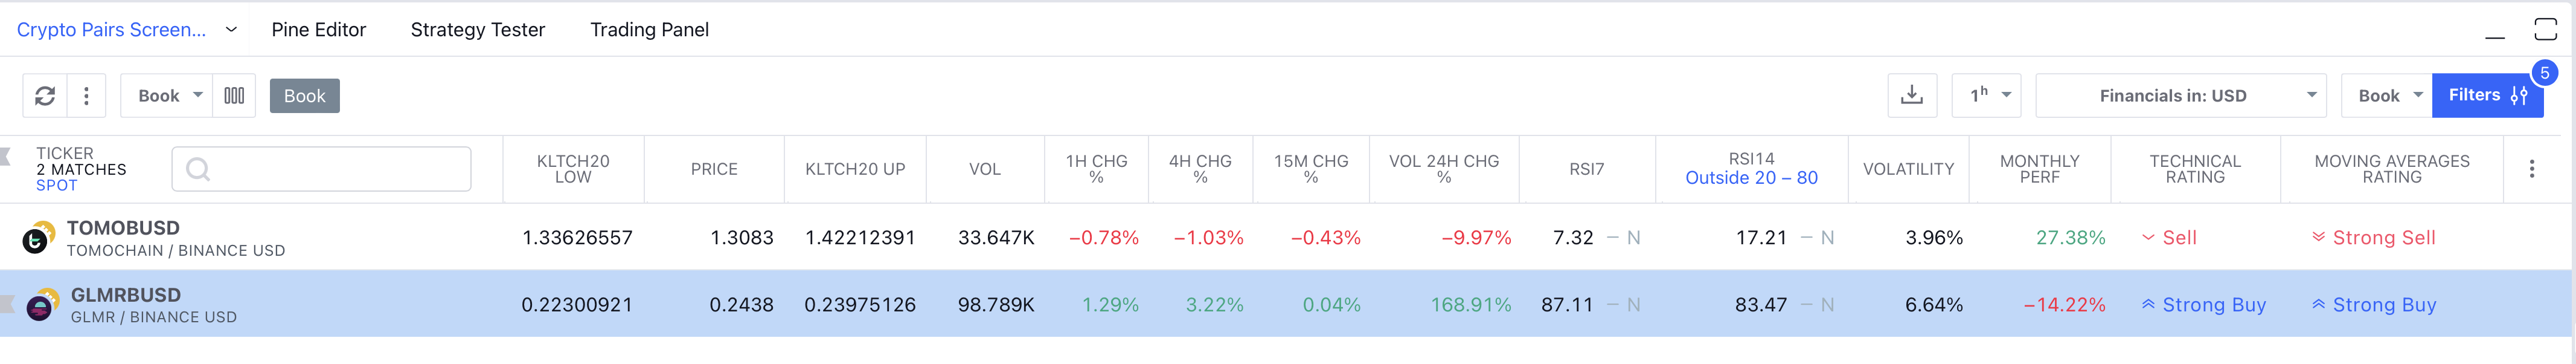 Crypto Pairs Screen... Pine Editor Strategy Tester Trading Panel
5
Book Book 1h Financials in: USD Book Filters
TICKER
2 MATCHES
SPOT
KLTCH20
LOW
PRICE
KLTCH20 UP
VOL
1H CHG
%
4H CHG
%
15M CHG
%
VOL 24H CHG
%
RSI7
RSI14
Outside 20 – 80
VOLATILITY
MONTHLY
PERF
TECHNICAL
RATING
MOVING AVERAGES
RATING
TOMOBUSD
TOMOCHAIN / BINANCE USD
1.33626557 1.3083 1.42212391 33.647K −0.78% −1.03% −0.43% −9.97% 7.32 — N 17.21 — N 3.96% 27.38% Sell Strong Sell
GLMRBUSD
GLMR / BINANCE USD
0.22300921 0.2438 0.23975126 98.789K 1.29% 3.22% 0.04% 168.91% 87.11 — N 83.47 — N 6.64% −14.22% Strong Buy Strong Buy